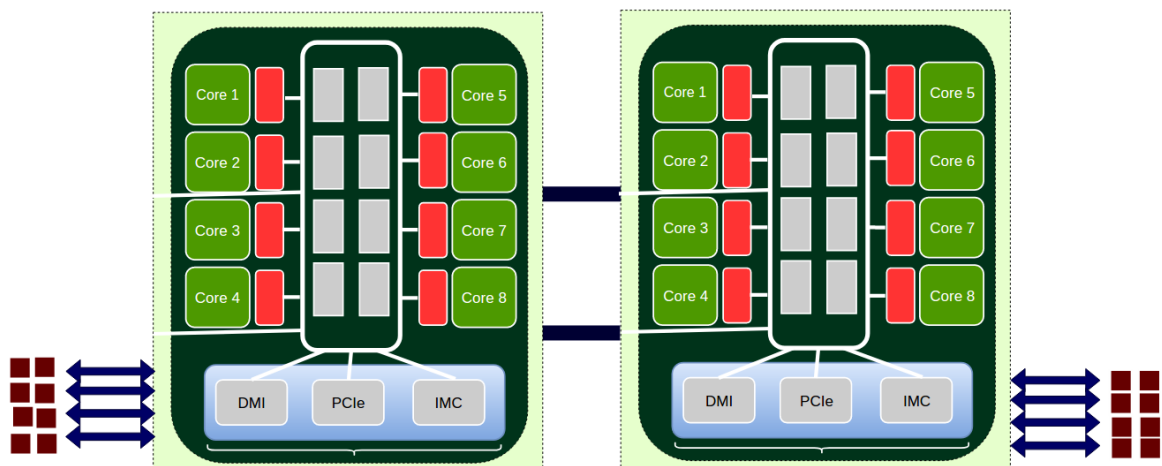 Core 1
Core 5
Core 2
Core 6
Core 3
Core 7
Core 4
Core 8
DMI
PCIe
IMC
Core 1
Core 5
Core 2
Core 6
Core 3
Core 7
Core 4
Core 8
DMI
PCIe
IMC